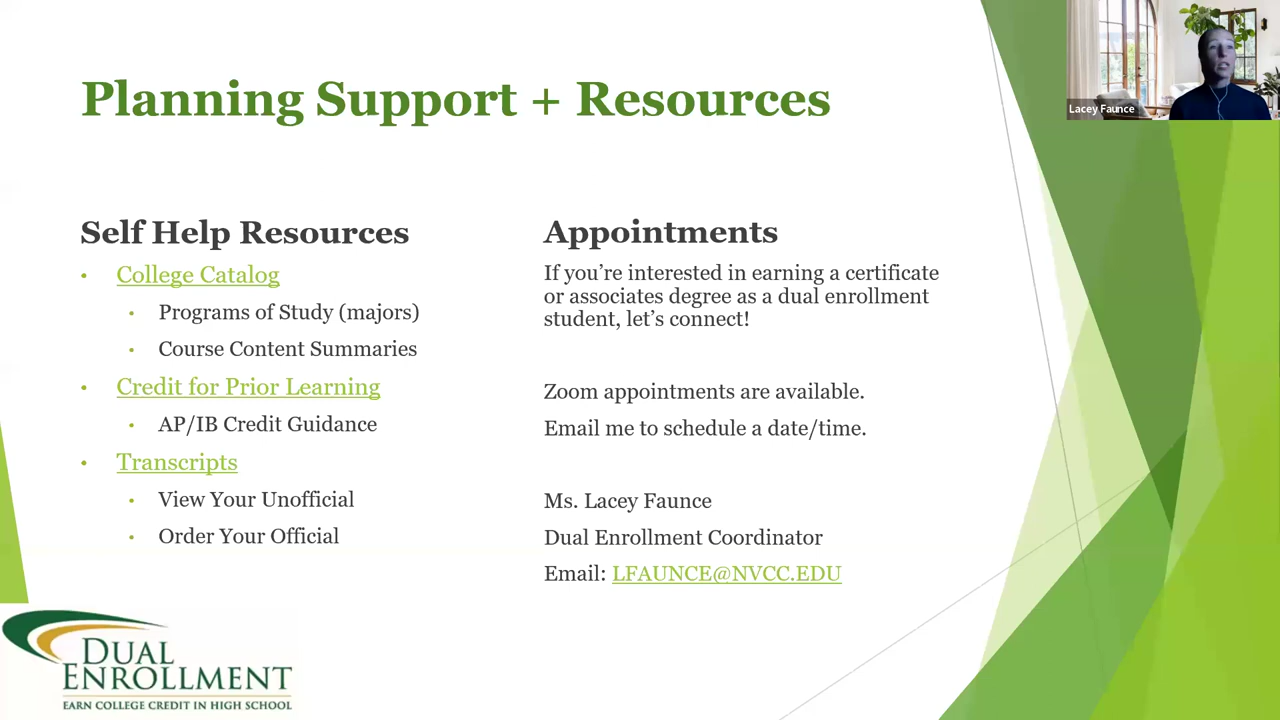 Planning Support + Resources
Lacey Faunce
Self Help Resources
• College Catalog
• Programs of Study (majors)
• Course Content Summaries
• Credit for Prior Learning
• AP/IB Credit Guidance
• Transcripts
• View Your Unofficial
• Order Your Official
Appointments
If you’re interested in earning a certificate
or associates degree as a dual enrollment
student, let’s connect!
Zoom appointments are available.
Email me to schedule a date/time.
Ms. Lacey Faunce
Dual Enrollment Coordinator
Email: LFAUNCE@NVCC.EDU
DUAL
ENROLLMENT
EARN COLLEGE CREDIT IN HIGH SCHOOL